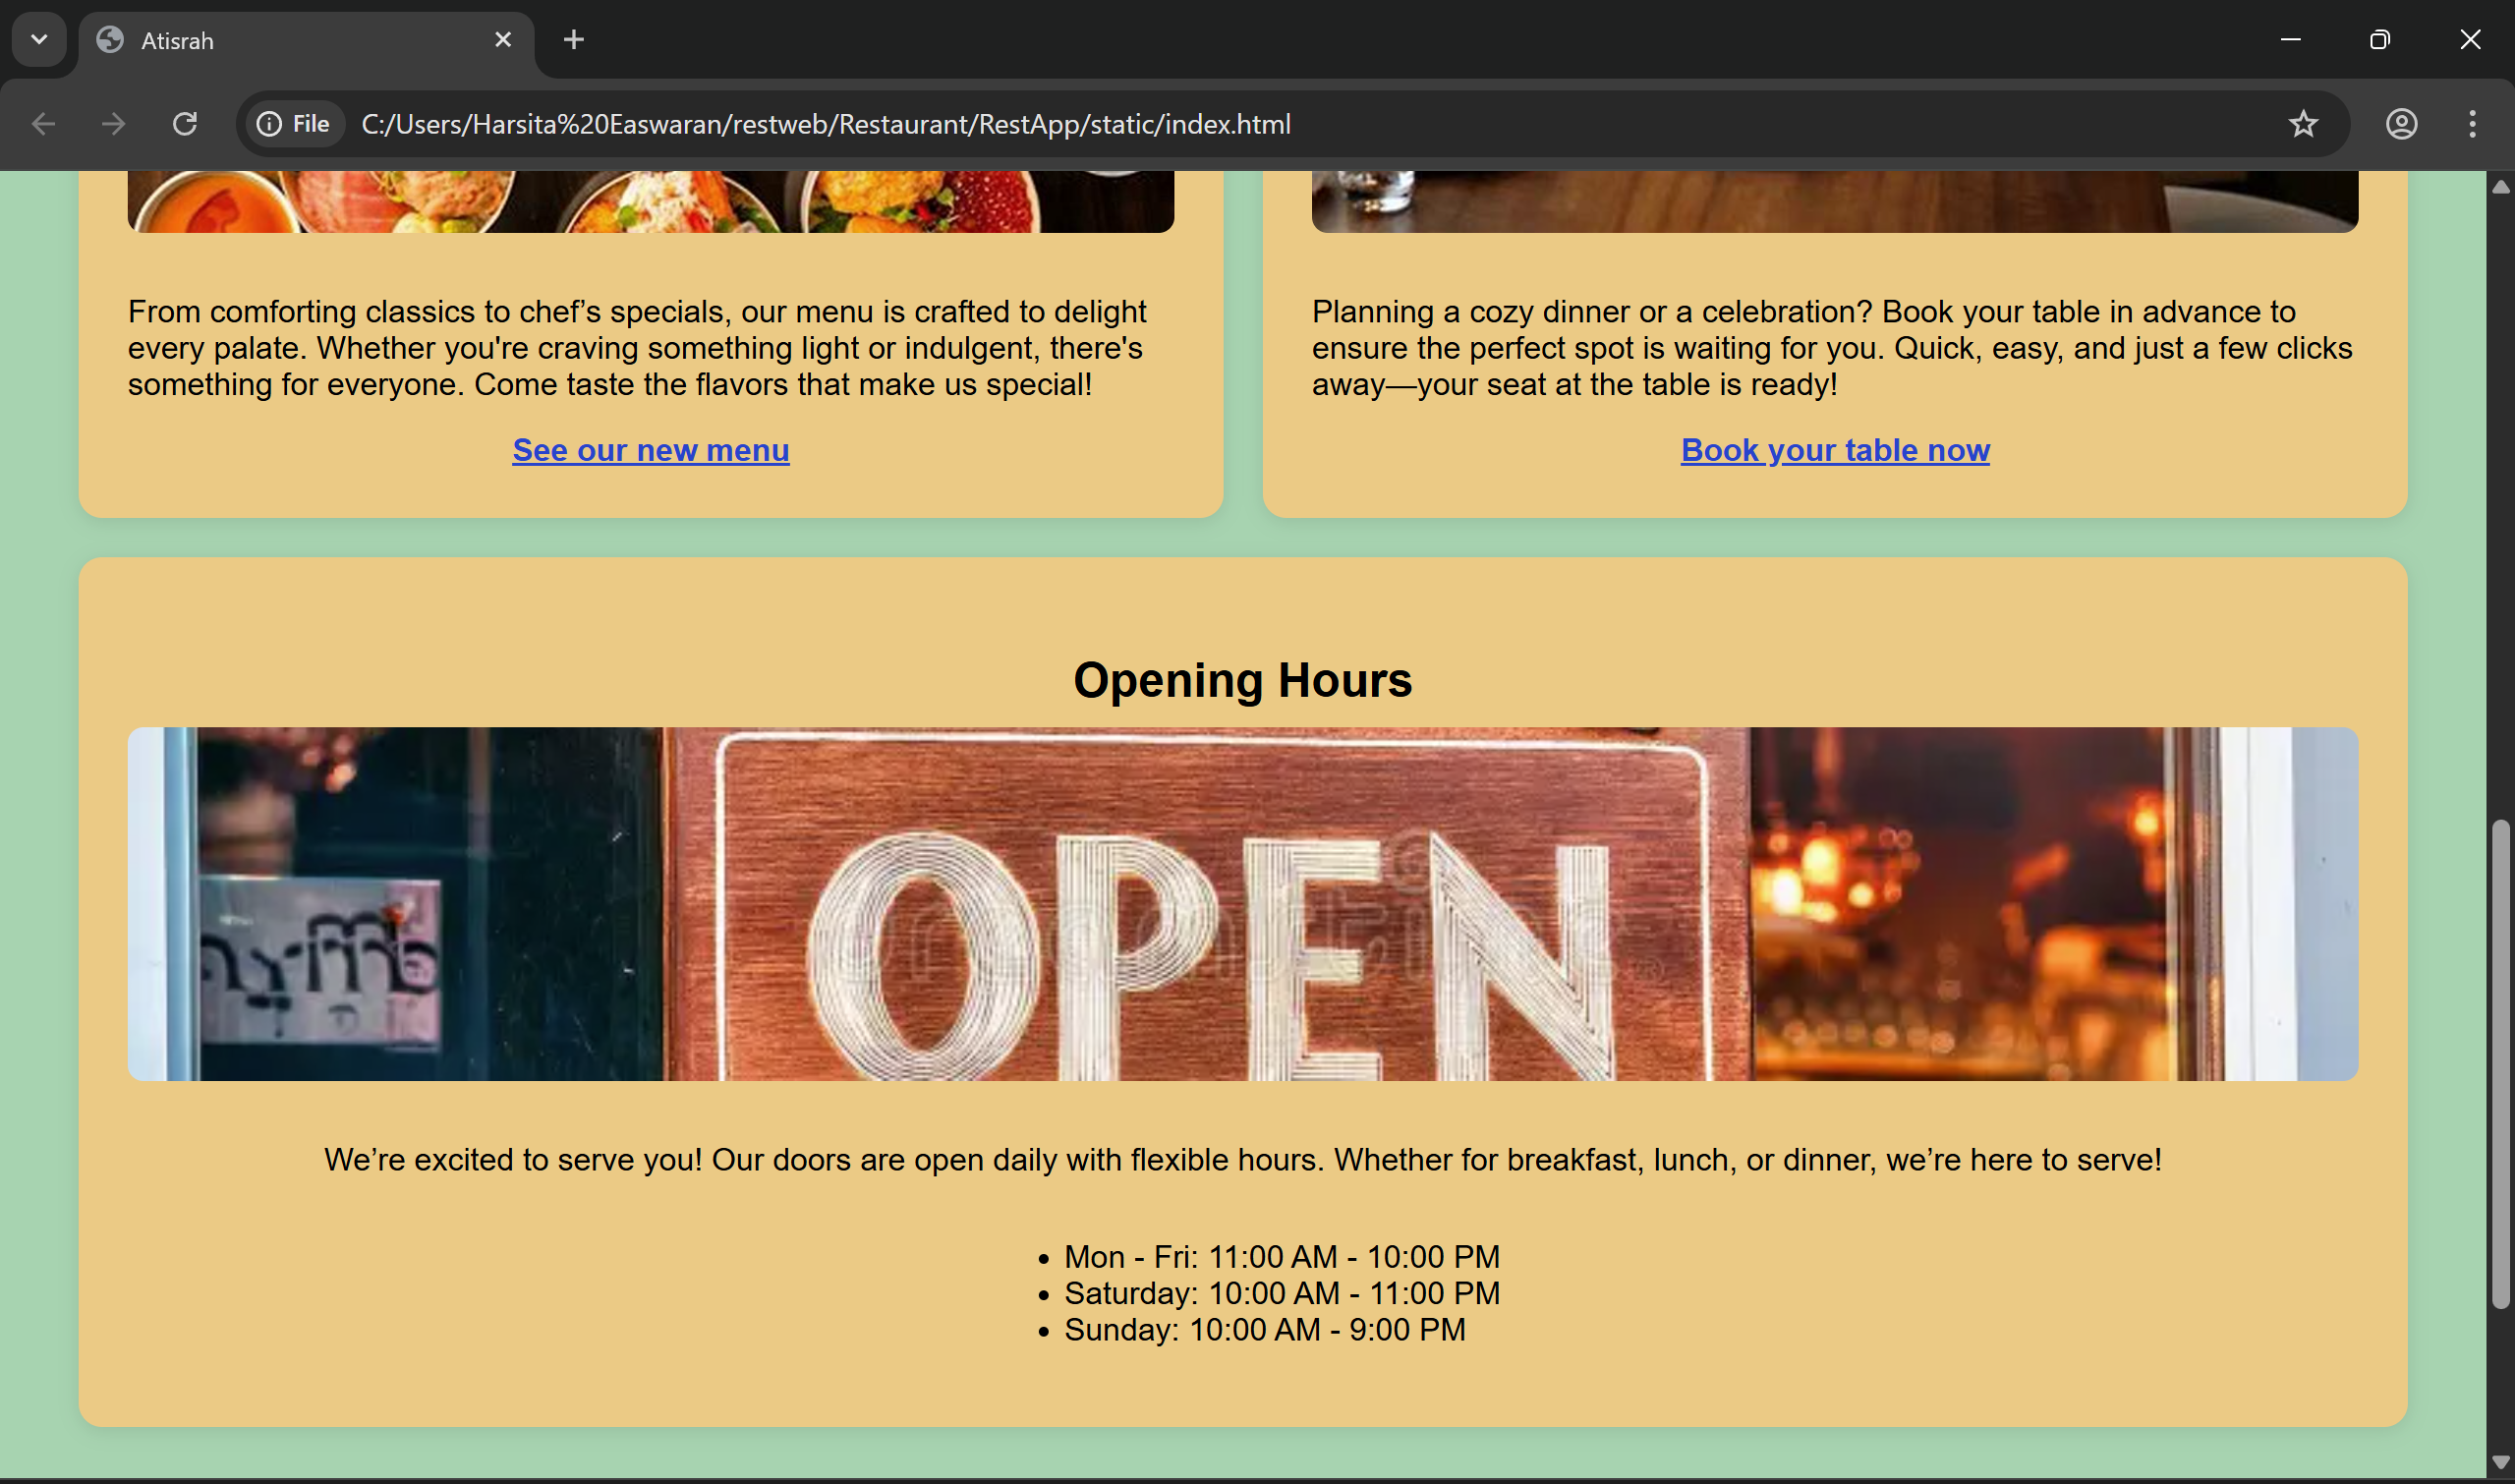 Atisrah
File
C:/Users/Harsita%20Easwaran/restweb/Restaurant/RestApp/static/index.html
From comforting classics to chef’s specials, our menu is crafted to delight
every palate. Whether you're craving something light or indulgent, there's
something for everyone. Come taste the flavors that make us special!
See our new menu
Planning a cozy dinner or a celebration? Book your table in advance to
ensure the perfect spot is waiting for you. Quick, easy, and just a few clicks
away—your seat at the table is ready!
Book your table now
Opening Hours
OPEN
We’re excited to serve you! Our doors are open daily with flexible hours. Whether for breakfast, lunch, or dinner, we’re here to serve!
• Mon - Fri: 11:00 AM - 10:00 PM
• Saturday: 10:00 AM - 11:00 PM
• Sunday: 10:00 AM - 9:00 PM